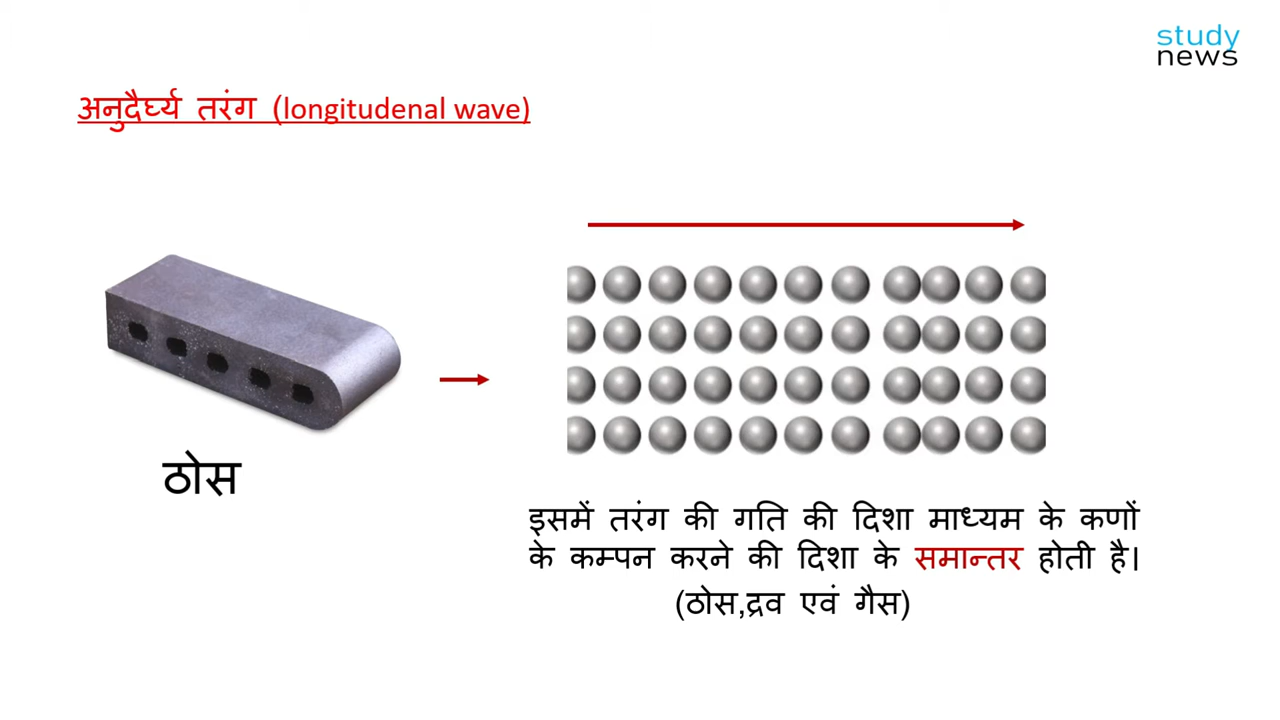 study
news
अनुदैर्घ्य तरंग (longitudenal wave)
ठोस
इसमें तरंग की गति की दिशा माध्यम के कणों
के कम्पन करने की दिशा के समान्तर होती है।
(ठोस,द्रव एवं गैस)